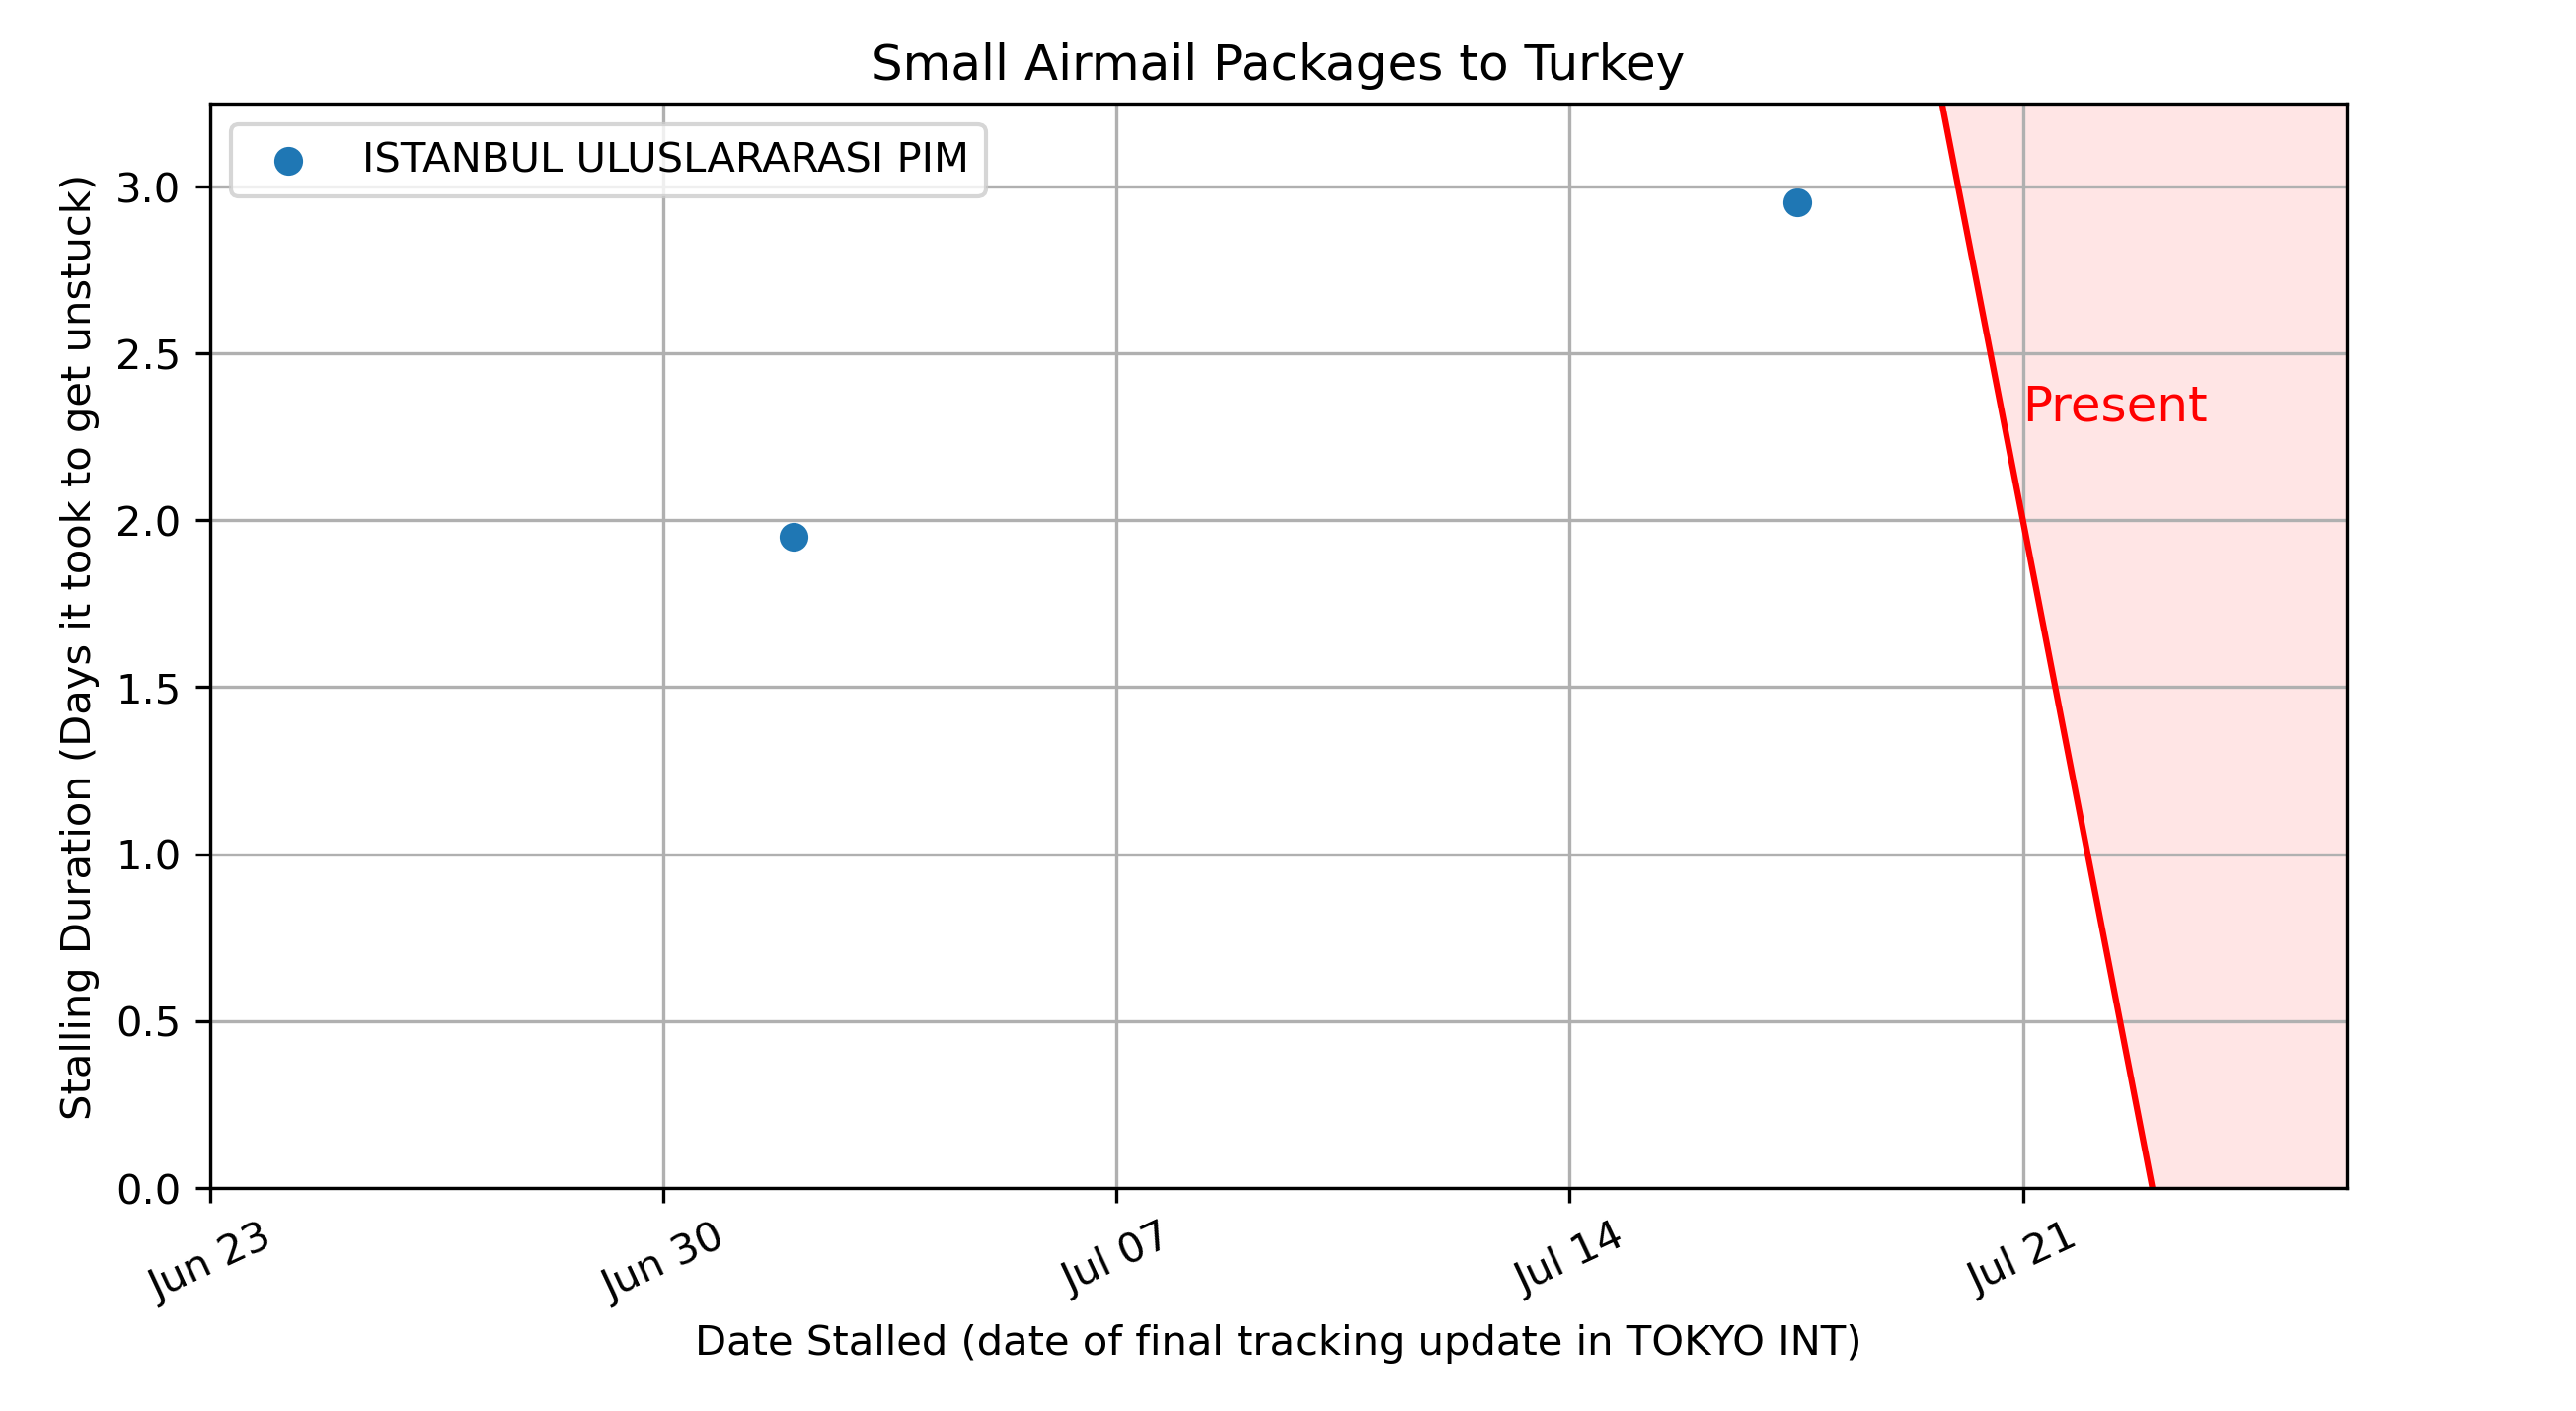 Small Airmail Packages to Turkey
ISTANBUL ULUSLARARASI PIM
Stalling Duration (Days it took to get unstuck)
3.0
2.5
2.0
1.5
1.0
0.5
0.0
Present
Jun 23
Jun 30
Jul 07
Jul 14
Jul 21
Date Stalled (date of final tracking update in TOKYO INT)